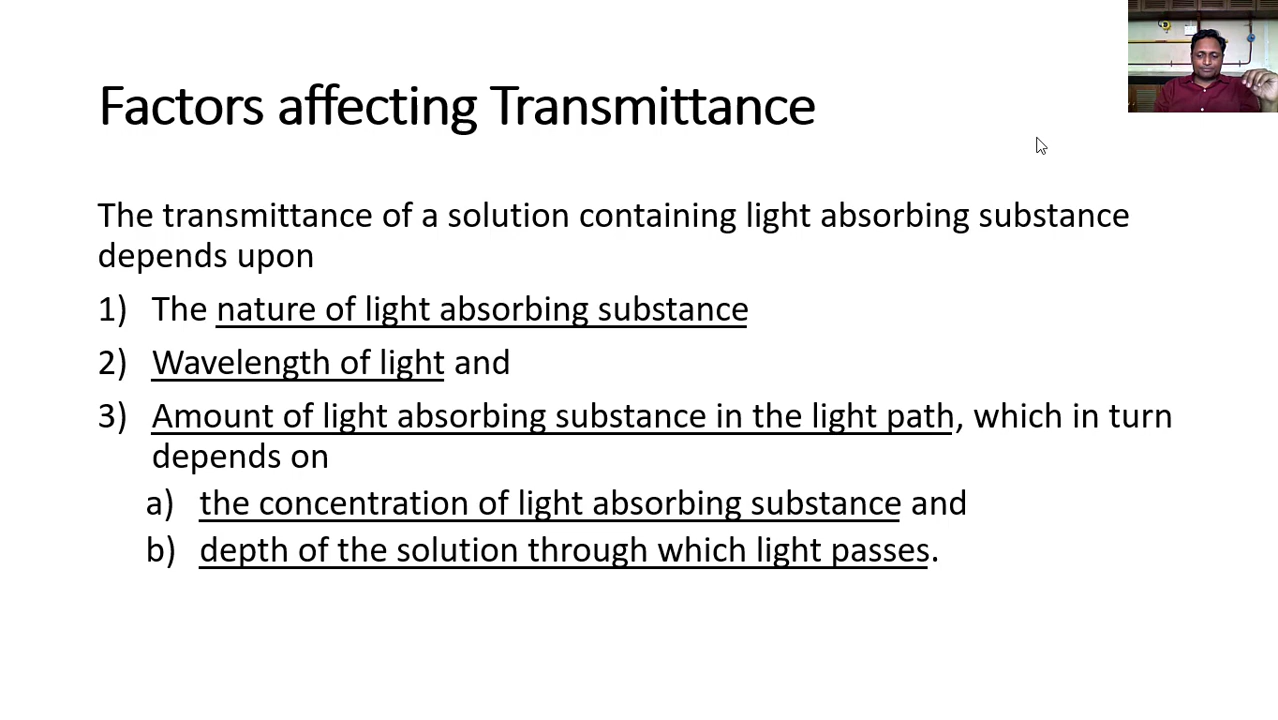 Factors affecting Transmittance
The transmittance of a solution containing light absorbing substance
depends upon
1) The nature of light absorbing substance
2) Wavelength of light and
3) Amount of light absorbing substance in the light path, which in turn
depends on
a) the concentration of light absorbing substance and
b) depth of the solution through which light passes.